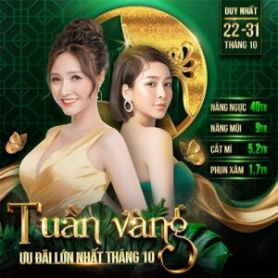 DUY NHẤT
22-31
THÁNG 10
NÂNG NGỰC 40TR
NÂNG MŨI 9TR
CẮT MÍ 5.2TR
PHUN XĂM 1,7TR
Tuần vàng
ƯU ĐÃI LỚN NHẤT THÁNG 10